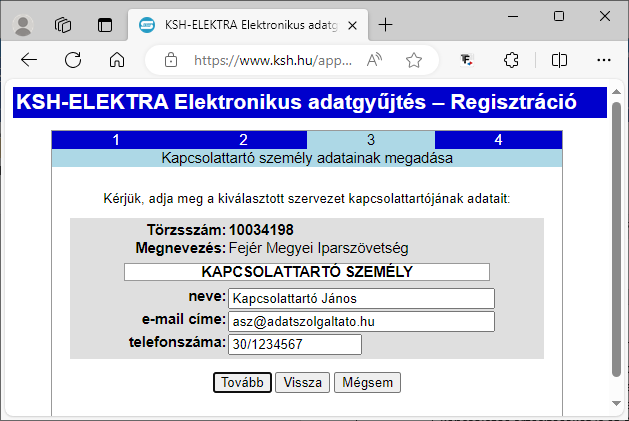 KSH-ELEKTRA Elektronikus adatg
https://www.ksh.hu/app...
KSH-ELEKTRA Elektronikus adatgyűjtés – Regisztráció
1 2 3 4
Kapcsolattartó személy adatainak megadása
Kérjük, adja meg a kiválasztott szervezet kapcsolattartójának adatait:
Törzsszám: 10034198
Megnevezés: Fejér Megyei Iparszövetség
KAPCSOLATTARTÓ SZEMÉLY
neve: Kapcsolattartó János
e-mail címe: asz@adatszolgaltato.hu
telefonszáma: 30/1234567
Tovább Vissza Mégsem